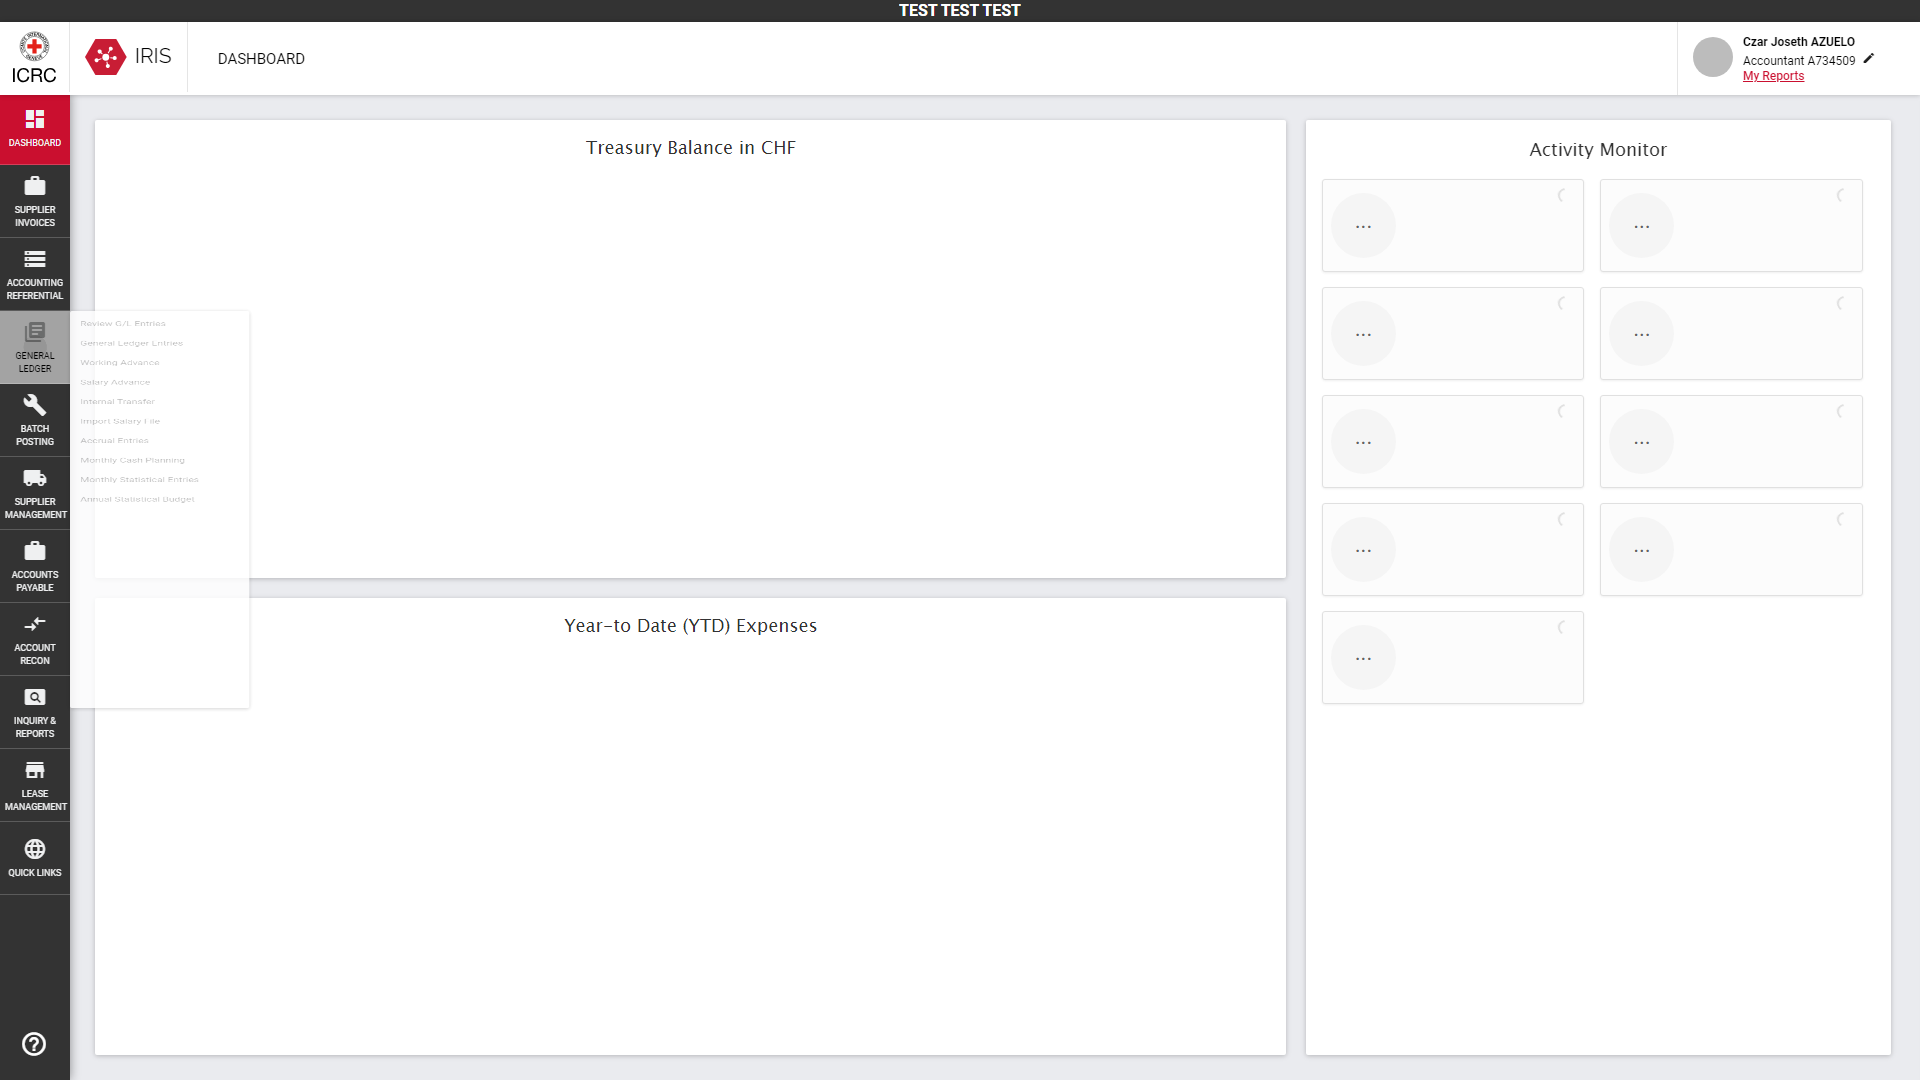 TEST TEST TEST
ICRC
IRIS
DASHBOARD
Czar Joseth AZUELO
Accountant A734509
My Reports
DASHBOARD
SUPPLIER
INVOICES
ACCOUNTING
REFERENTIAL
GENERAL
LEDGER
BATCH
POSTING
SUPPLIER
MANAGEMENT
ACCOUNTS
PAYABLE
ACCOUNT
RECON
INQUIRY &
REPORTS
LEASE
MANAGEMENT
QUICK LINKS
Review G/L Entries
General Ledger Entries
Working Advance
Salary Advance
Internal Transfer
Import Salary File
Accrual Entries
Monthly Cash Planning
Monthly Statistical Entries
Annual Statistical Budget
Treasury Balance in CHF
Year-to Date (YTD) Expenses
Activity Monitor
...
...
...
...
...
...
...
...
...